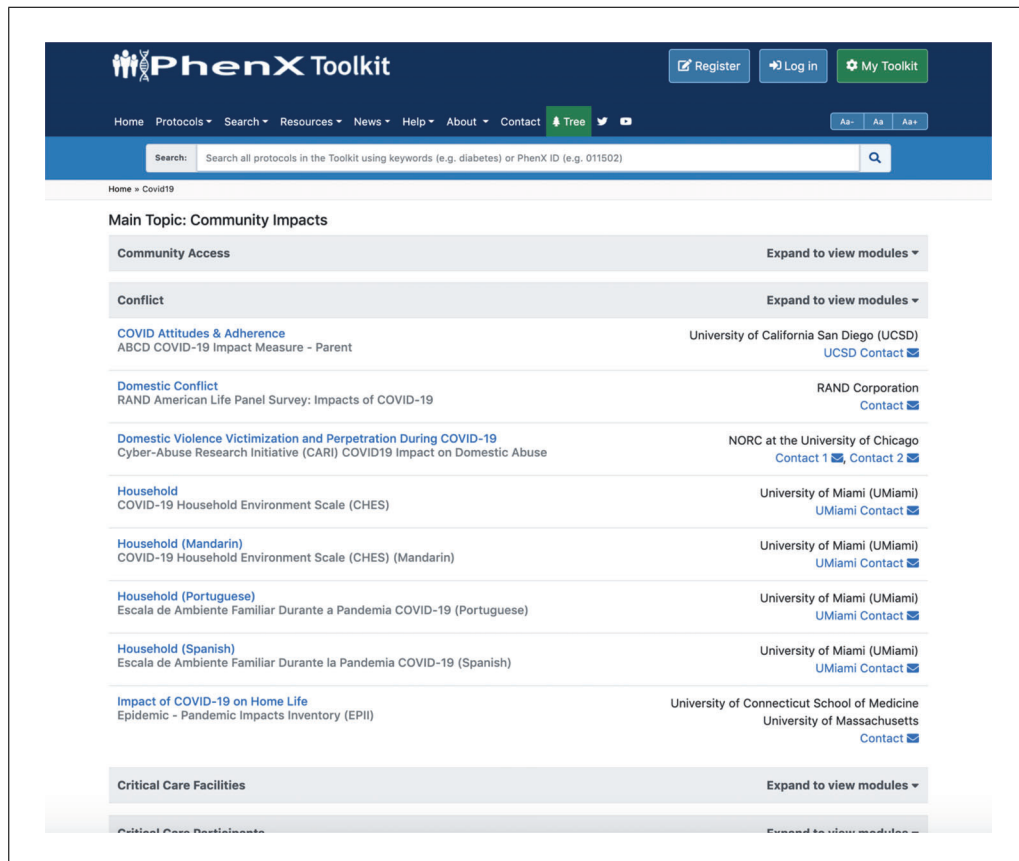 PhenX Toolkit
Register
Log in
My Toolkit
Home Protocols Search Resources News Help About Contact Tree
Aa- Aa Aa+
Search: Search all protocols in the Toolkit using keywords (e.g. diabetes) or PhenX ID (e.g. 011502)
Home » Covid19
Main Topic: Community Impacts
Community Access Expand to view modules
Conflict Expand to view modules
COVID Attitudes & Adherence University of California San Diego (UCSD)
ABCD COVID-19 Impact Measure - Parent UCSD Contact
Domestic Conflict RAND Corporation
RAND American Life Panel Survey: Impacts of COVID-19 Contact
Domestic Violence Victimization and Perpetration During COVID-19 NORC at the University of Chicago
Cyber-Abuse Research Initiative (CARI) COVID19 Impact on Domestic Abuse Contact 1, Contact 2
Household University of Miami (UMiami)
COVID-19 Household Environment Scale (CHES) UMiami Contact
Household (Mandarin) University of Miami (UMiami)
COVID-19 Household Environment Scale (CHES) (Mandarin) UMiami Contact
Household (Portuguese) University of Miami (UMiami)
Escala de Ambiente Familiar Durante a Pandemia COVID-19 (Portuguese) UMiami Contact
Household (Spanish) University of Miami (UMiami)
Escala de Ambiente Familiar Durante la Pandemia COVID-19 (Spanish) UMiami Contact
Impact of COVID-19 on Home Life University of Connecticut School of Medicine
Epidemic - Pandemic Impacts Inventory (EPII) University of Massachusetts
Contact
Critical Care Facilities Expand to view modules
Critical Care Participants Expand to view modules